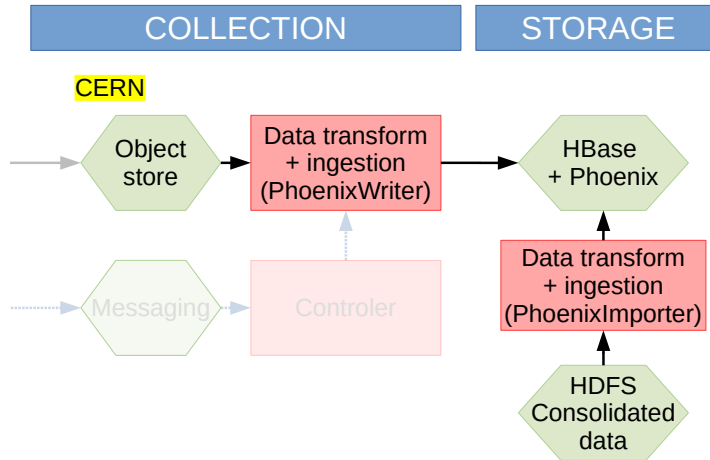 COLLECTION
STORAGE
CERN
Object
store
Data transform
+ ingestion
(PhoenixWriter)
HBase
+ Phoenix
Messaging
Controler
Data transform
+ ingestion
(PhoenixImporter)
HDFS
Consolidated
data